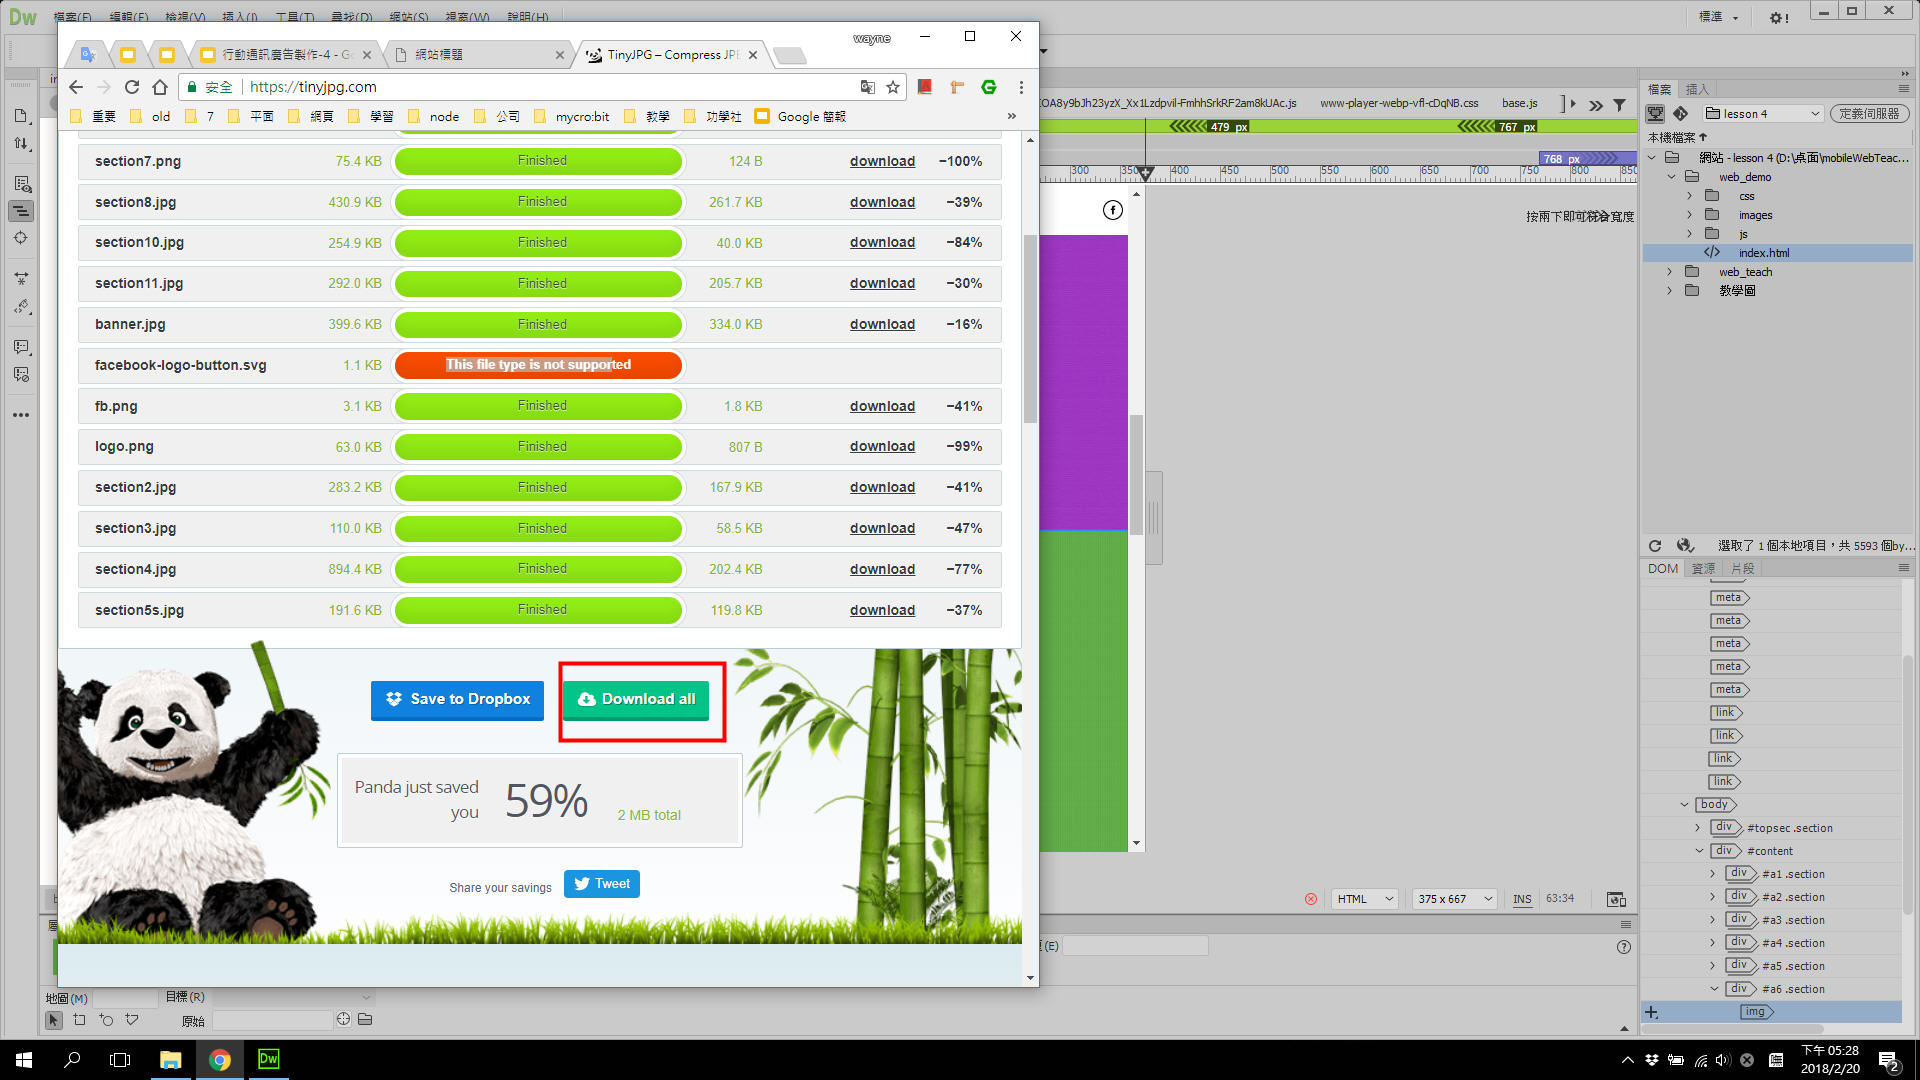 Dw 檔案(F) 編輯(E) 檢視(V) 插入(I) 工具(T) 尋找(D) 網站(S) 視窗(W) 說明(H) 標準
wayne
行動通訊廣告製作-4 - Go 網站標題 TinyJPG – Compress JPE
安全 https://tinyjpg.com
重要 old 7 平面 網頁 學習 node 公司 mycro:bit 教學 功學社 Google 簡報 »
section7.png 75.4 KB Finished 124 B download −100%
section8.jpg 430.9 KB Finished 261.7 KB download −39%
section10.jpg 254.9 KB Finished 40.0 KB download −84%
section11.jpg 292.0 KB Finished 205.7 KB download −30%
banner.jpg 399.6 KB Finished 334.0 KB download −16%
facebook-logo-button.svg 1.1 KB This file type is not supported
fb.png 3.1 KB Finished 1.8 KB download −41%
logo.png 63.0 KB Finished 807 B download −99%
section2.jpg 283.2 KB Finished 167.9 KB download −41%
section3.jpg 110.0 KB Finished 58.5 KB download −47%
section4.jpg 894.4 KB Finished 202.4 KB download −77%
section5s.jpg 191.6 KB Finished 119.8 KB download −37%
Save to Dropbox Download all
Panda just saved
you
59% 2 MB total
Share your savings Tweet
www-player-webp-vfl-cDqNB.css base.js
479 px 767 px
768 px
300 350 400 450 500 550 600 650 700 750 800 850
HTML 375 x 667 INS 63:34
(E)
地圖(M) 目標(R)
原始
檔案 插入
lesson 4 定義伺服器
本機檔案
網站 - lesson 4 (D:\桌面\mobileWebTeac...
web_demo
css
images
js
index.html
web_teach
教學圖
選取了 1 個本地項目，共 5593 個by...
DOM 資源 片段
meta
meta
meta
meta
meta
link
link
link
link
body
div #topsec .section
div #content
div #a1 .section
div #a2 .section
div #a3 .section
div #a4 .section
div #a5 .section
div #a6 .section
img
Dw
下午 05:28
2018/2/20
2